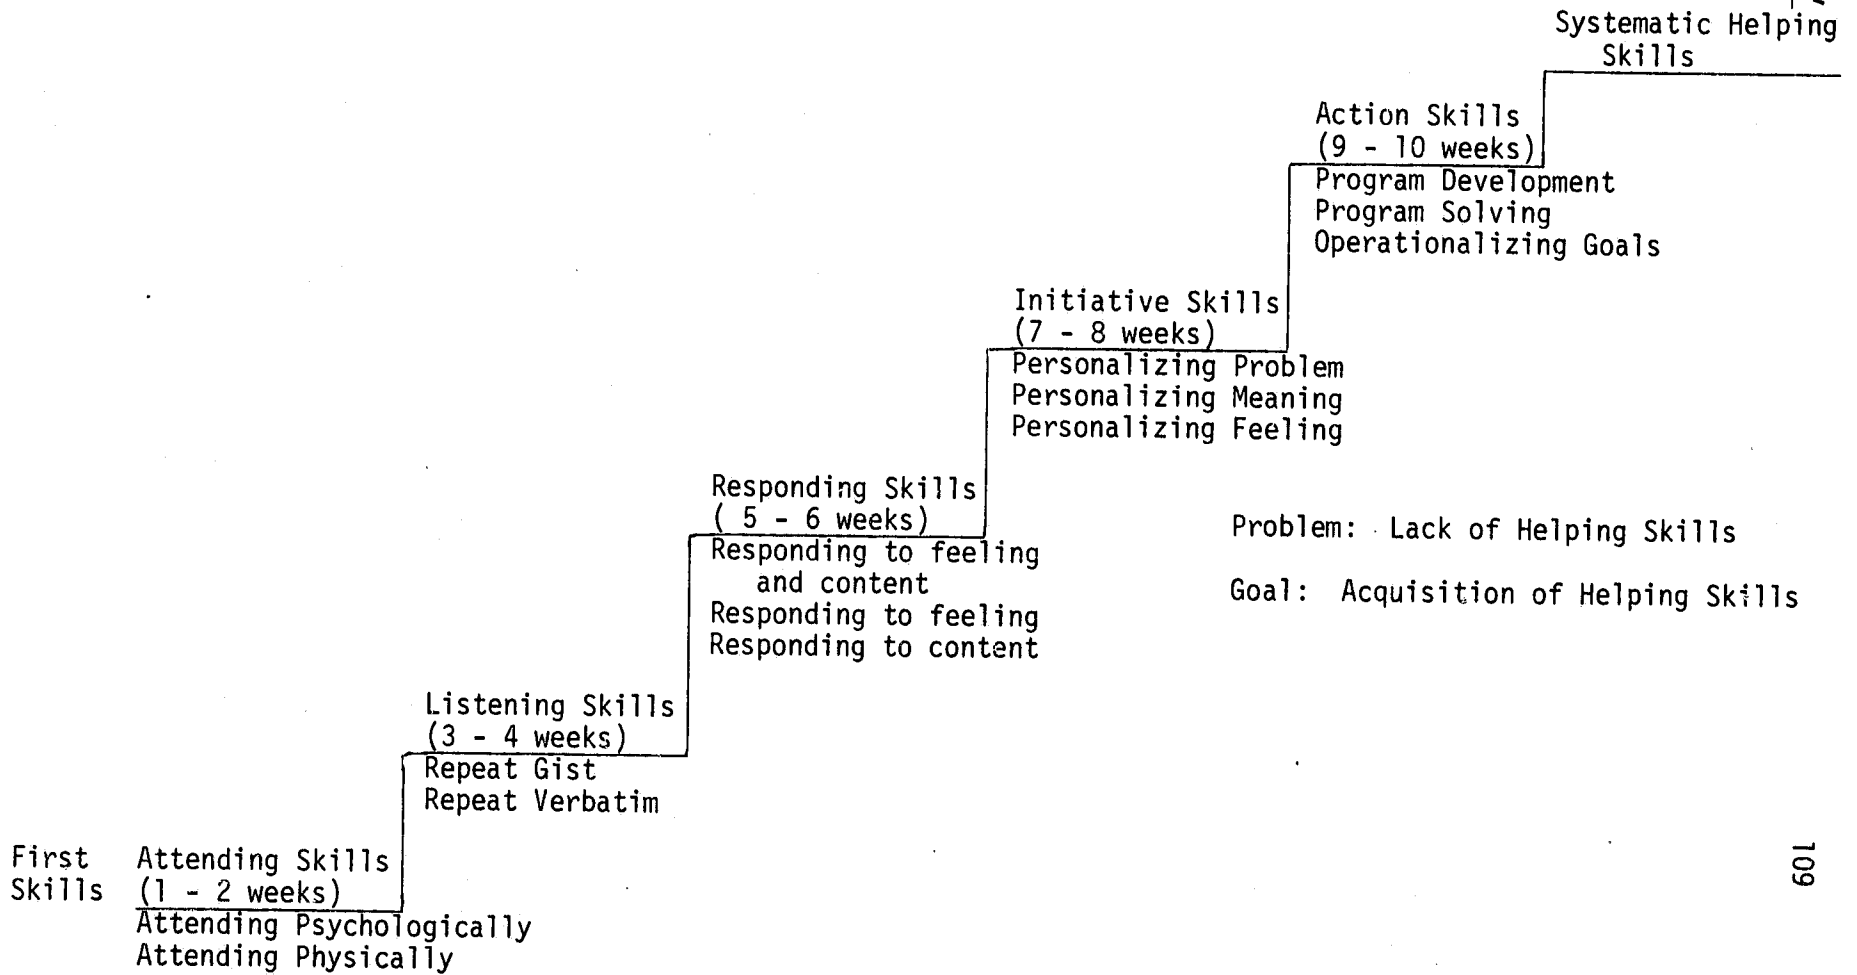 Systematic Helping
Skills
Action Skills
(9 - 10 weeks)
Program Development
Program Solving
Operationalizing Goals
Initiative Skills
(7 - 8 weeks)
Personalizing Problem
Personalizing Meaning
Personalizing Feeling
Responding Skills
( 5 - 6 weeks)
Responding to feeling
and content
Responding to feeling
Responding to content
Problem: Lack of Helping Skills
Goal: Acquisition of Helping Skills
Listening Skills
(3 - 4 weeks)
Repeat Gist
Repeat Verbatim
First
Skills
Attending Skills
(1 - 2 weeks)
Attending Psychologically
Attending Physically
109